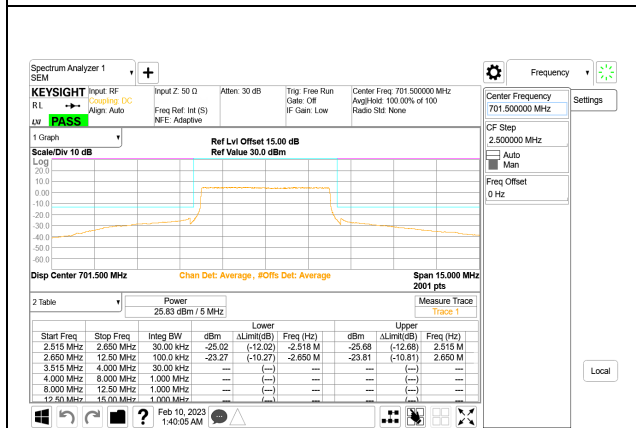 Spectrum Analyzer 1
SEM
Frequency
KEYSIGHT
R L
LXI
PASS
Input: RF
Coupling: DC
Align: Auto
Input Z: 50 Ω
Freq Ref: Int (S)
NFE: Adaptive
Atten: 30 dB
Trig: Free Run
Gate: Off
IF Gain: Low
Center Freq: 701.500000 MHz
Avg|Hold: 100.00% of 100
Radio Std: None
Center Frequency
701.500000 MHz
Settings
CF Step
2.500000 MHz
Auto
Man
Freq Offset
0 Hz
1 Graph
Scale/Div 10 dB
Ref Lvl Offset 15.00 dB
Ref Value 30.0 dBm
Log
20.0
10.0
0.00
-10.0
-20.0
-30.0
-40.0
-50.0
-60.0
Disp Center 701.500 MHz
Chan Det: Average, #Offs Det: Average
Span 15.000 MHz
2001 pts
2 Table
Power
25.83 dBm / 5 MHz
Measure Trace
Trace 1
Lower Upper
Start Freq Stop Freq Integ BW dBm ΔLimit(dB) Freq (Hz) dBm ΔLimit(dB) Freq (Hz)
2.515 MHz 2.650 MHz 30.00 kHz -25.02 (-12.02) -2.518 M -25.68 (-12.68) 2.515 M
2.650 MHz 12.50 MHz 100.0 kHz -23.27 (-10.27) -2.650 M -23.81 (-10.81) 2.650 M
3.515 MHz 4.000 MHz 30.00 kHz --- (---) --- --- (---) ---
4.000 MHz 8.000 MHz 1.000 MHz --- (---) --- --- (---) ---
8.000 MHz 12.50 MHz 1.000 MHz --- (---) --- --- (---) ---
12.50 MHz 15.00 MHz 1.000 MHz --- (---) --- --- (---) ---
Local
Feb 10, 2023
1:40:05 AM